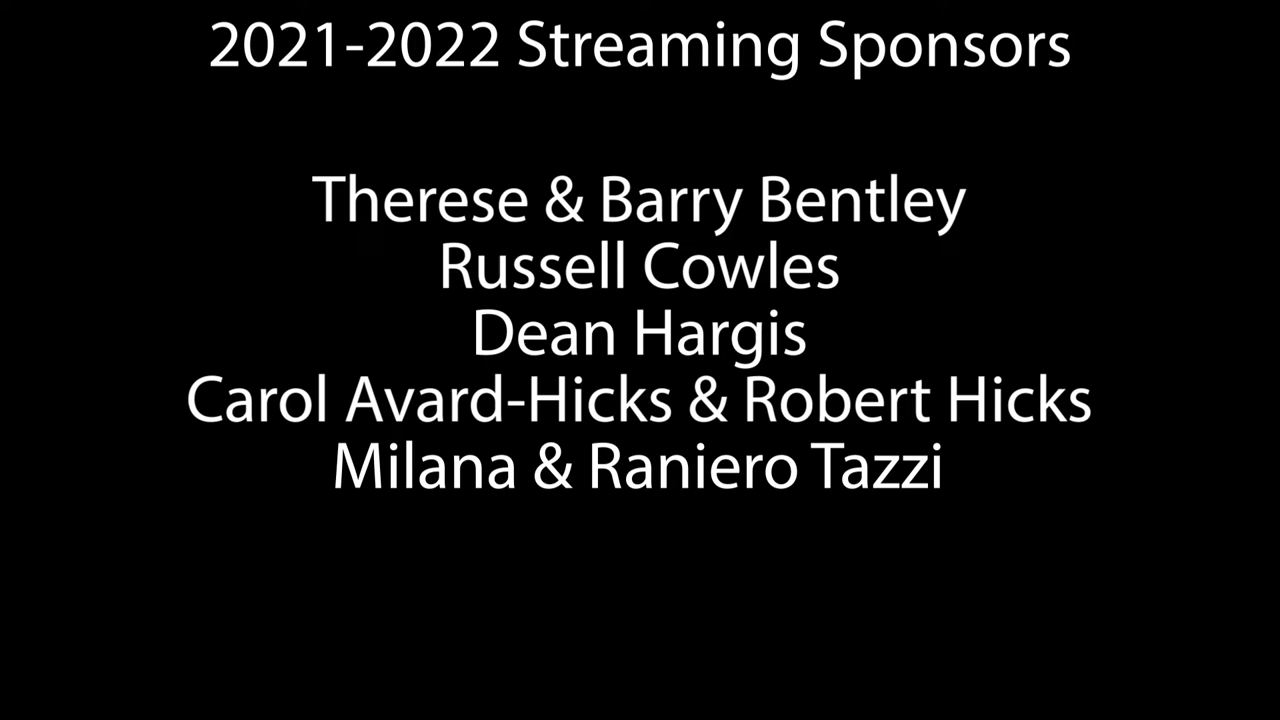 2021-2022 Streaming Sponsors
Therese & Barry Bentley
Russell Cowles
Dean Hargis
Carol Avard-Hicks & Robert Hicks
Milana & Raniero Tazzi